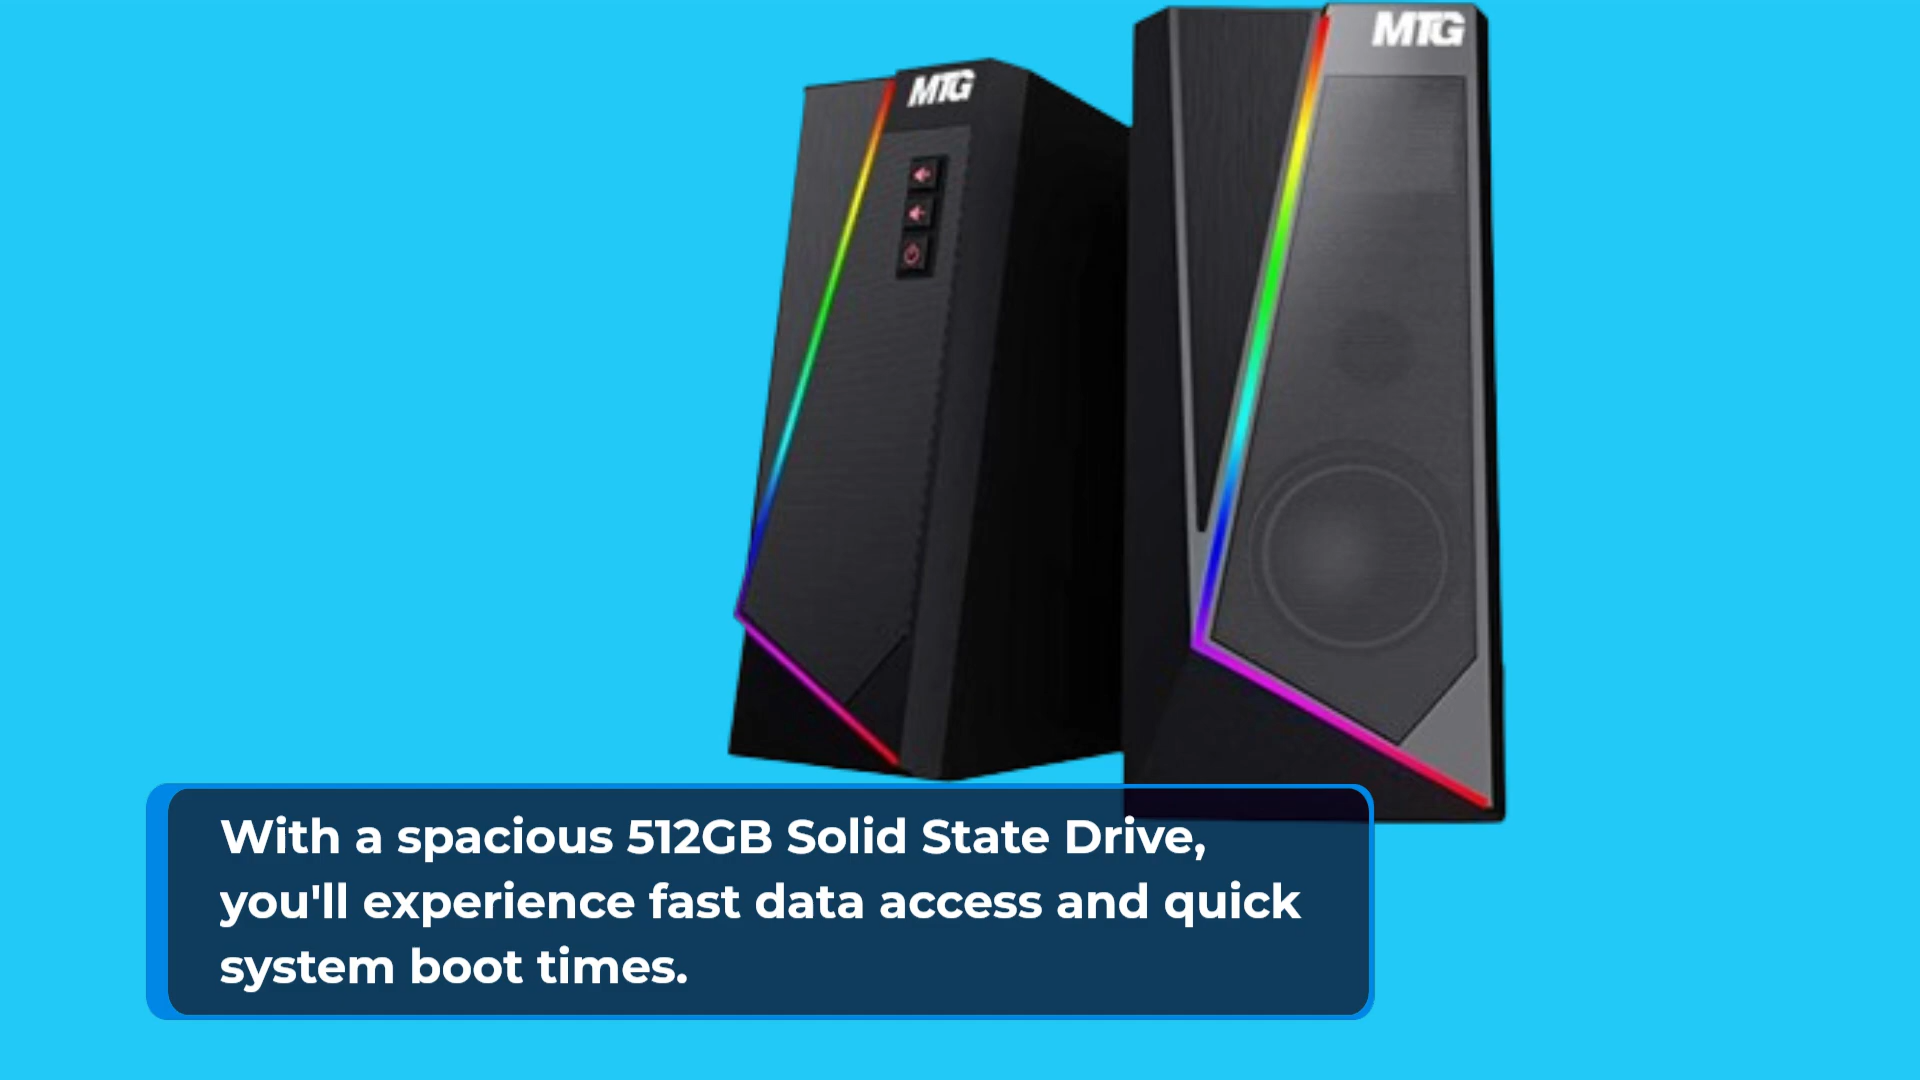 MTG
MTG
With a spacious 512GB Solid State Drive,
you'll experience fast data access and quick
system boot times.